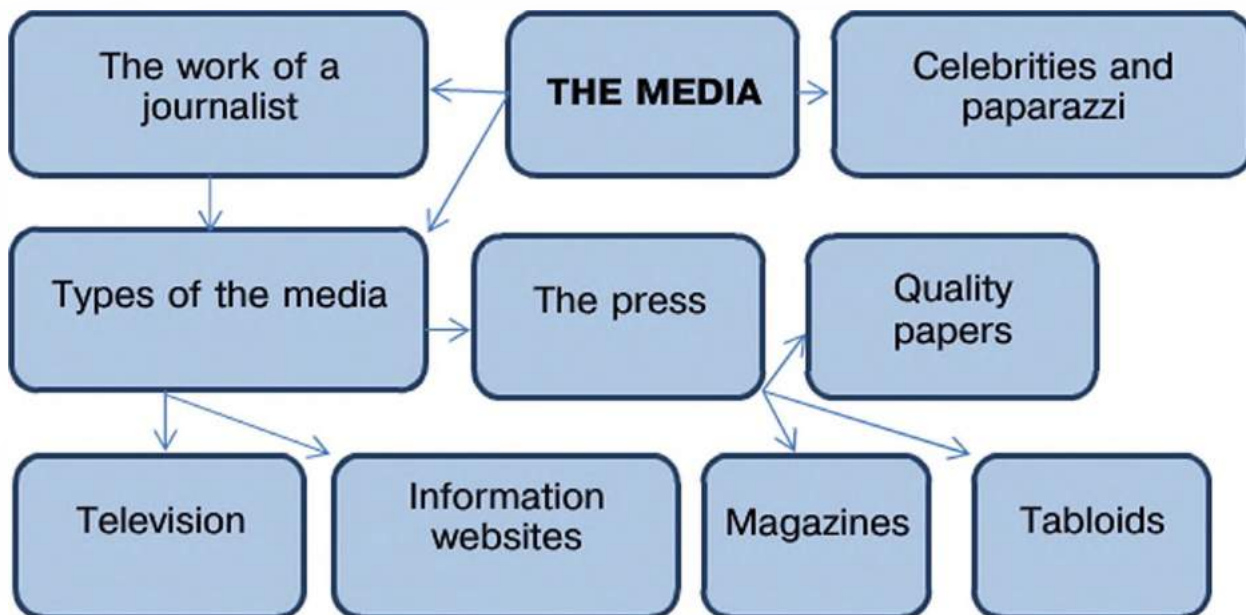 The work of a
journalist
THE MEDIA
Celebrities and
paparazzi
Types of the media
The press
Quality
papers
Television
Information
websites
Magazines
Tabloids